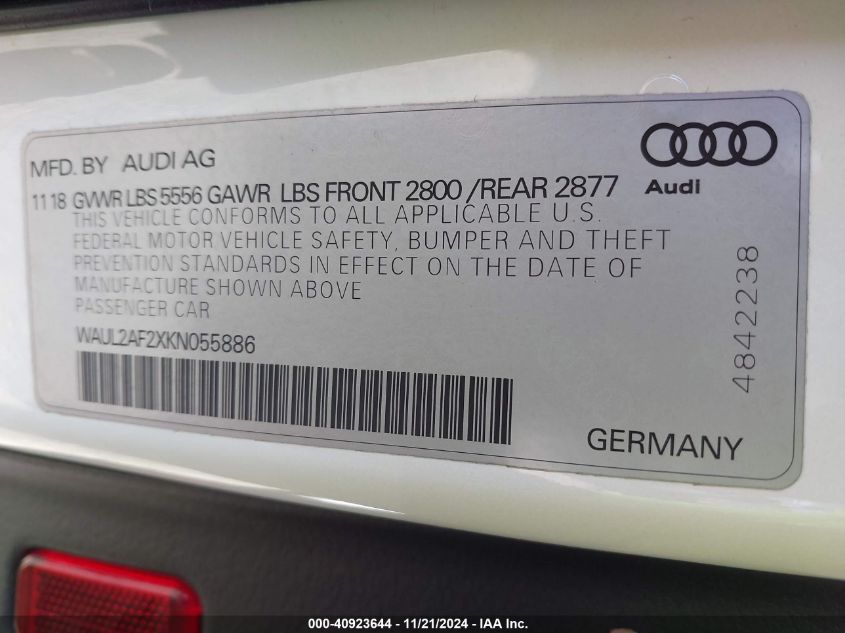 MFD. BY AUDI AG
11 18 GVWR LBS 5556 GAWR LBS FRONT 2800 /REAR 2877
THIS VEHICLE CONFORMS TO ALL APPLICABLE U.S.
FEDERAL MOTOR VEHICLE SAFETY, BUMPER AND THEFT
PREVENTION STANDARDS IN EFFECT ON THE DATE OF
MANUFACTURE SHOWN ABOVE
PASSENGER CAR
WAUL2AF2XKN055886
Audi
4842238
GERMANY
000-40923644 - 11/21/2024 - IAA Inc.